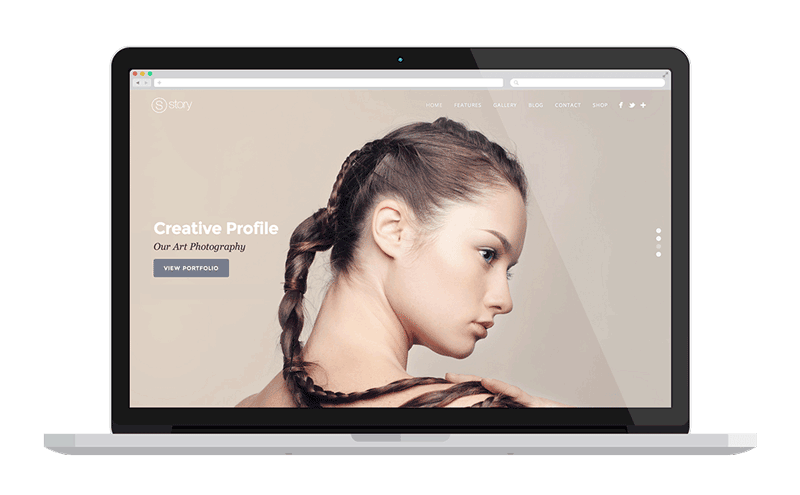 S story
HOME FEATURES GALLERY BLOG CONTACT SHOP
Creative Profile
Our Art Photography
VIEW PORTFOLIO